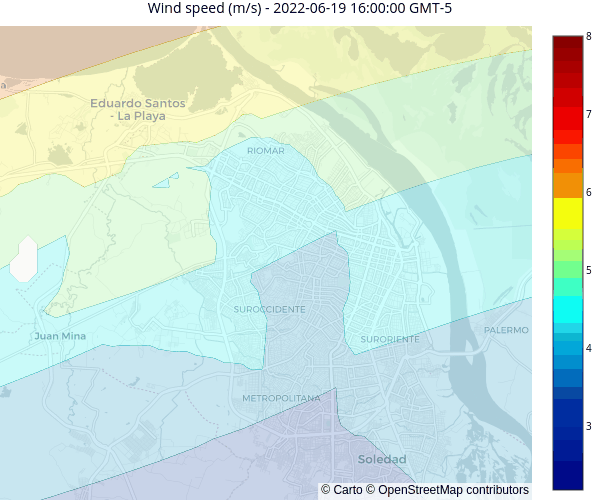 Wind speed (m/s) - 2022-06-19 16:00:00 GMT-5
8
7
6
5
4
3
a
Eduardo Santos
- La Playa
RIOMAR
SUROCCIDENTE
Juan Mina
SURORIENTE
PALERMO
METROPOLITANA
Soledad
© Carto © OpenStreetMap contributors